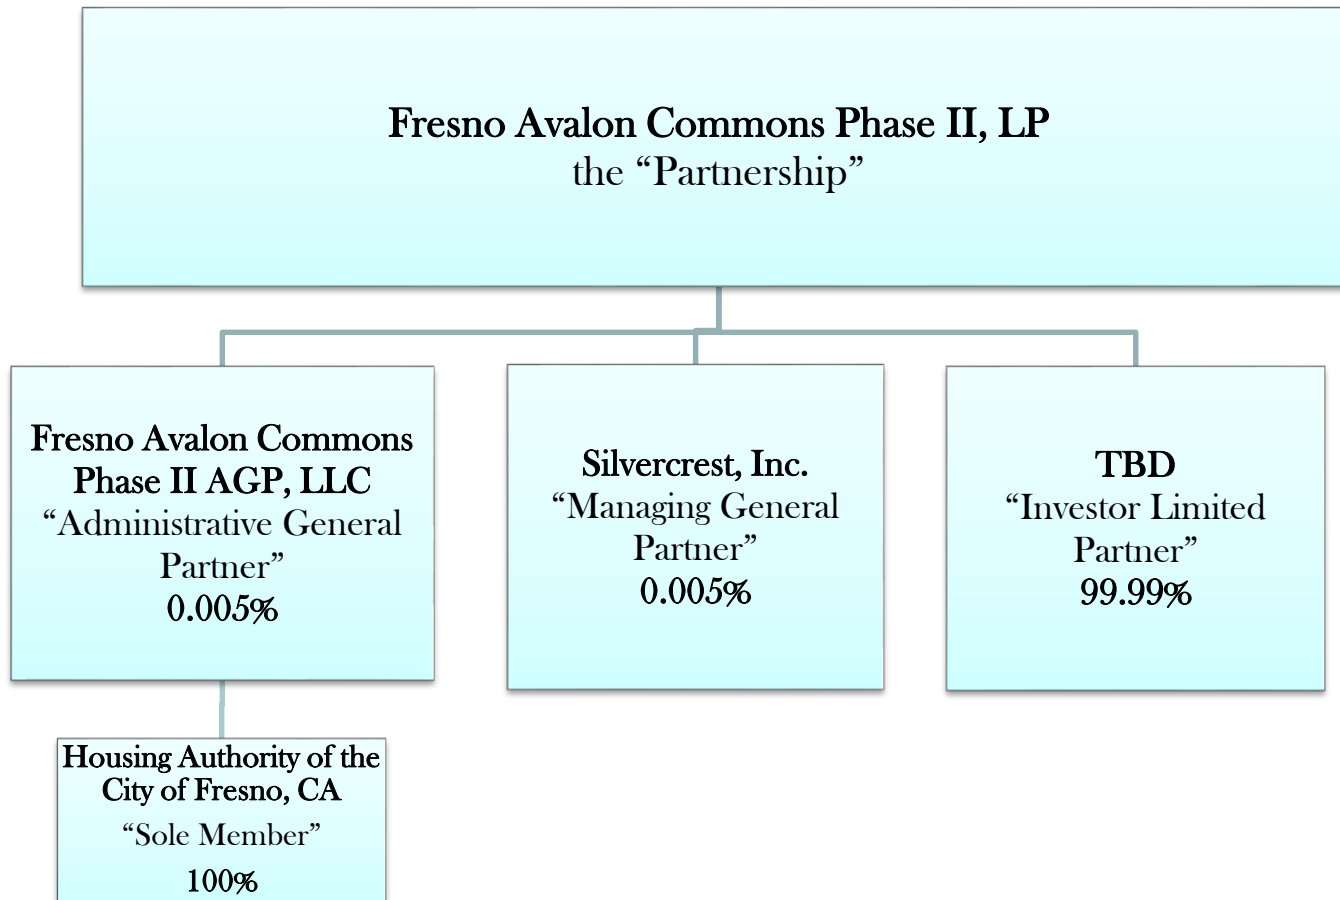 Fresno Avalon Commons Phase II, LP
the “Partnership”
Fresno Avalon Commons
Phase II AGP, LLC
“Administrative General
Partner”
0.005%
Silvercrest, Inc.
“Managing General
Partner”
0.005%
TBD
“Investor Limited
Partner”
99.99%
Housing Authority of the
City of Fresno, CA
“Sole Member”
100%